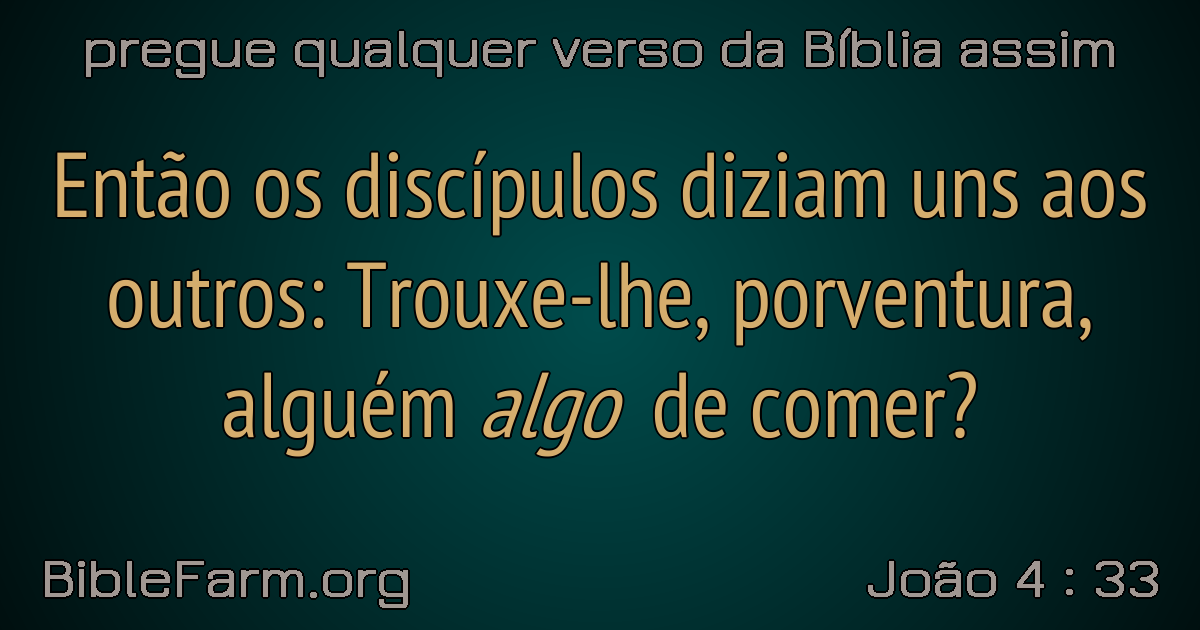 pregue qualquer verso da Bíblia assim
Então os discípulos diziam uns aos
outros: Trouxe-lhe, porventura,
alguém algo de comer?
BibleFarm.org
João 4 : 33